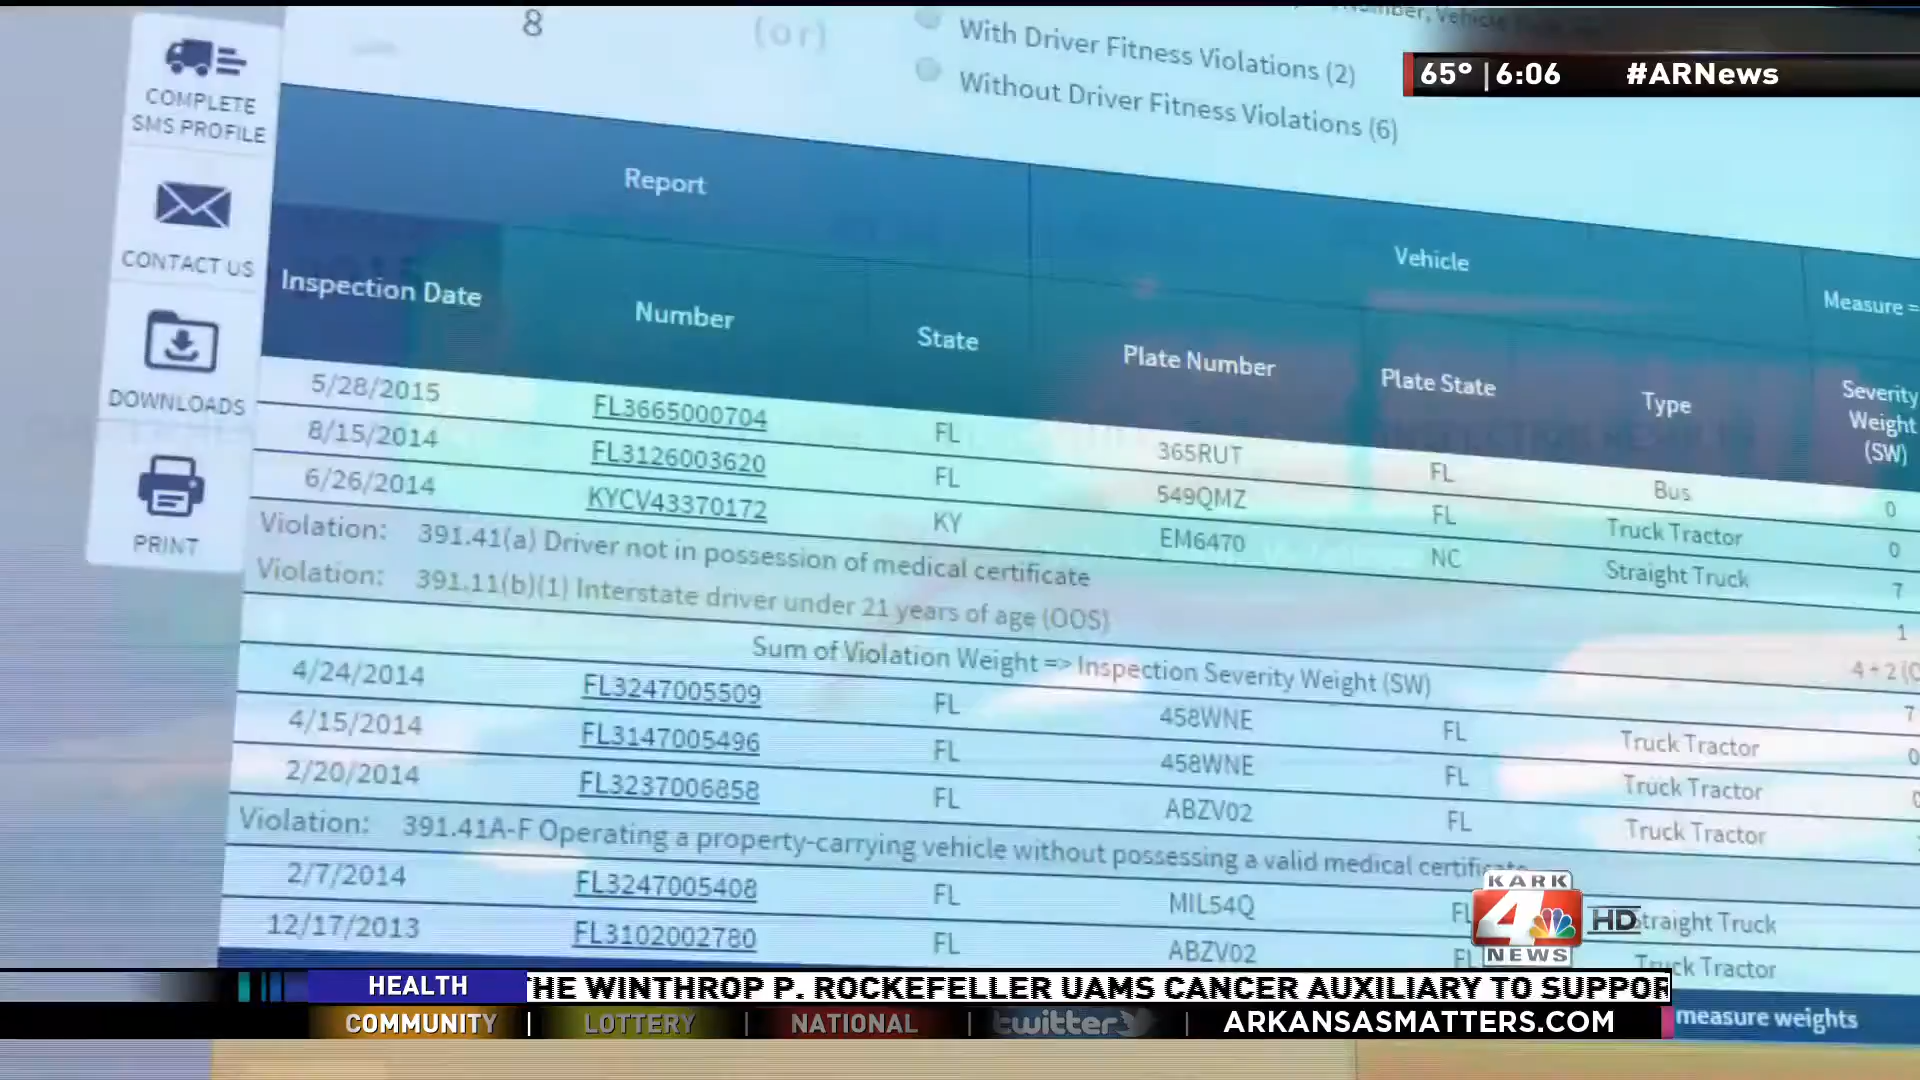 8
(or)
With Driver Fitness Violations (2)
Without Driver Fitness Violations (6)
65° | 6:06 #ARNews
COMPLETE
SMS PROFILE
CONTACT US
DOWNLOADS
PRINT
Report
Vehicle
Measure =
Inspection Date Number State Plate Number Plate State Type Severity
Weight
(SW)
5/28/2015 FL3665000704 FL 365RUT FL Bus 0
8/15/2014 FL3126003620 FL 549QMZ FL Truck Tractor 0
6/26/2014 KYCV43370172 KY EM6470 NC Straight Truck 7
Violation: 391.41(a) Driver not in possession of medical certificate 1
Violation: 391.11(b)(1) Interstate driver under 21 years of age (OOS) 4 + 2 (O
Sum of Violation Weight => Inspection Severity Weight (SW) 7
4/24/2014 FL3247005509 FL 458WNE FL Truck Tractor 0
4/15/2014 FL3147005496 FL 458WNE FL Truck Tractor
2/20/2014 FL3237006858 FL ABZV02 FL Truck Tractor
Violation: 391.41A-F Operating a property-carrying vehicle without possessing a valid medical certificate
2/7/2014 FL3247005408 FL MIL54Q FL Straight Truck
12/17/2013 FL3102002780 FL ABZV02 FL Truck Tractor
measure weights
KARK
4
NEWS
HD
HEALTH THE WINTHROP P. ROCKEFELLER UAMS CANCER AUXILIARY TO SUPPOR
COMMUNITY | LOTTERY | NATIONAL | twitter | ARKANSASMATTERS.COM